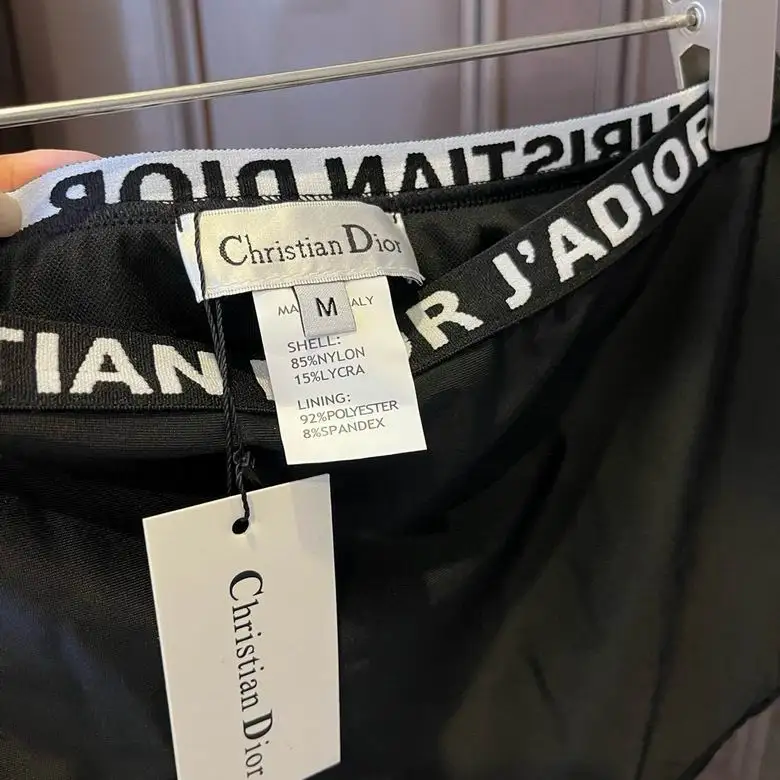 CHRISTIAN DIOR
Christian Dior
M
SHELL:
85%NYLON
15%LYCRA
LINING:
92%POLYESTER
8%SPANDEX
TIAN
R J'ADIOR
Christian Dior